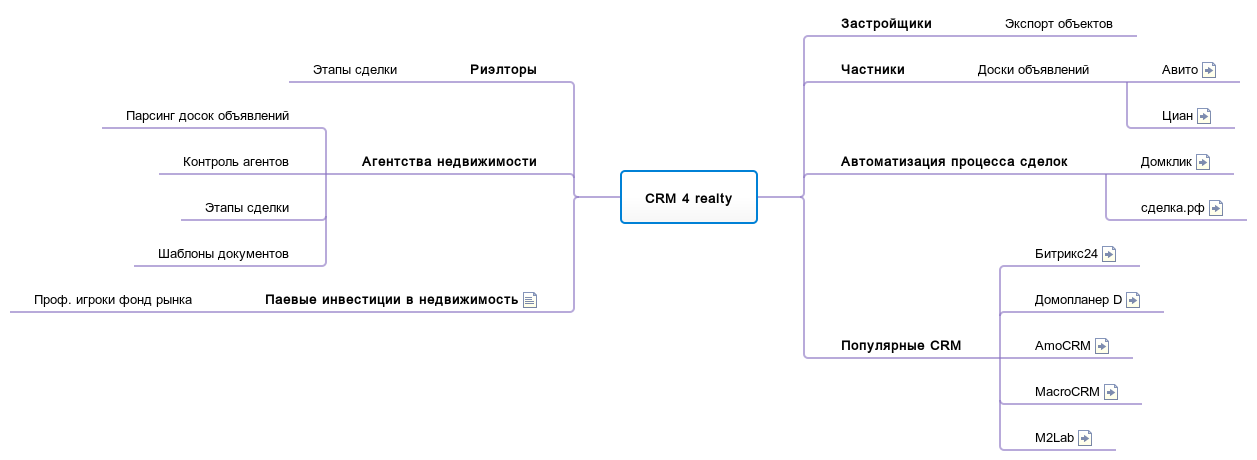 CRM 4 realty
Застройщики
Экспорт объектов
Частники
Доски объявлений
Авито
Циан
Автоматизация процесса сделок
Домклик
сделка.рф
Популярные CRM
Битрикс24
Домопланер D
AmoCRM
MacroCRM
M2Lab
Риэлторы
Этапы сделки
Агентства недвижимости
Парсинг досок объявлений
Контроль агентов
Этапы сделки
Шаблоны документов
Паевые инвестиции в недвижимость
Проф. игроки фонд рынка